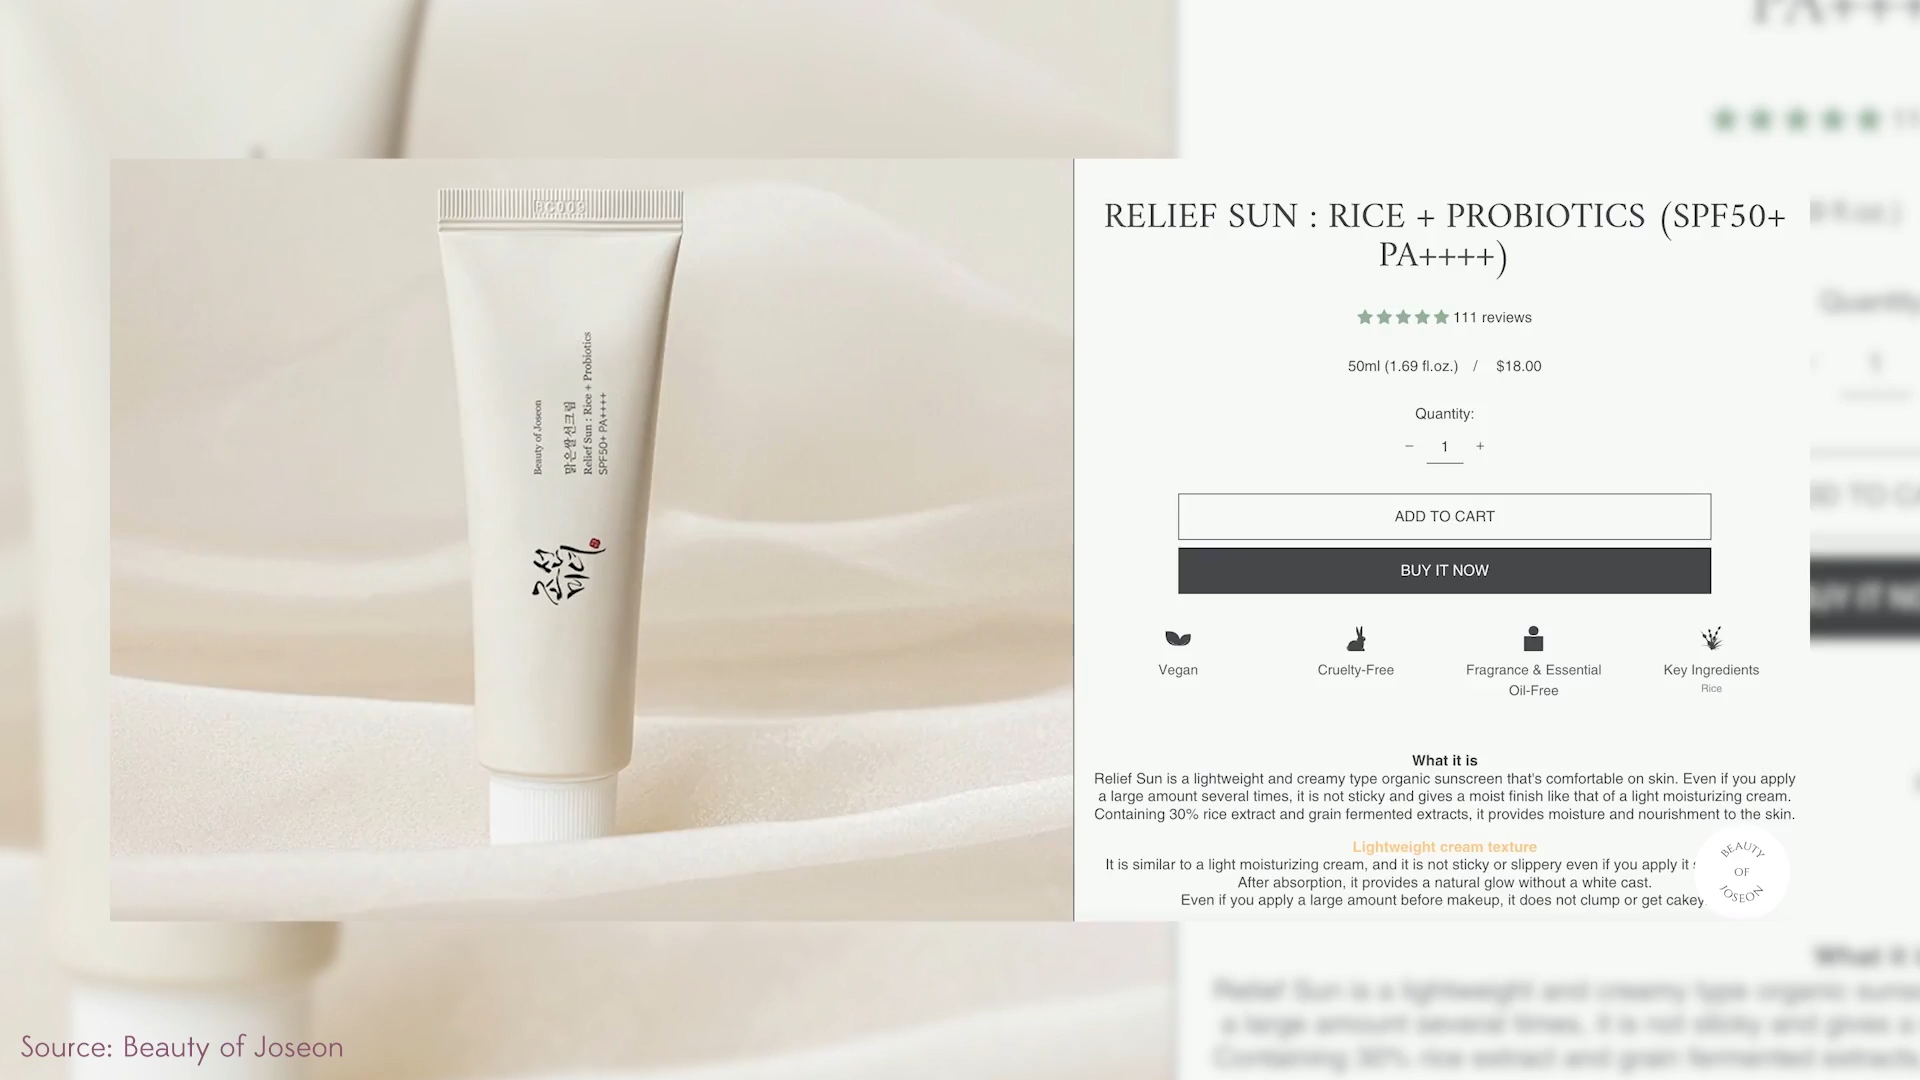 BC009
Beauty of Joseon
맑은쌀선크림
Relief Sun : Rice + Probiotics
SPF50+ PA++++
조선
미녀
RELIEF SUN : RICE + PROBIOTICS (SPF50+
PA++++)
111 reviews
50ml (1.69 fl.oz.) / $18.00
Quantity:
− 1 +
ADD TO CART
BUY IT NOW
Vegan
Cruelty-Free
Fragrance & Essential
Oil-Free
Key Ingredients
Rice
What it is
Relief Sun is a lightweight and creamy type organic sunscreen that's comfortable on skin. Even if you apply
a large amount several times, it is not sticky and gives a moist finish like that of a light moisturizing cream.
Containing 30% rice extract and grain fermented extracts, it provides moisture and nourishment to the skin.
Lightweight cream texture
It is similar to a light moisturizing cream, and it is not sticky or slippery even if you apply it
After absorption, it provides a natural glow without a white cast.
Even if you apply a large amount before makeup, it does not clump or get cakey
BEAUTY
OF
JOSEON
Source: Beauty of Joseon